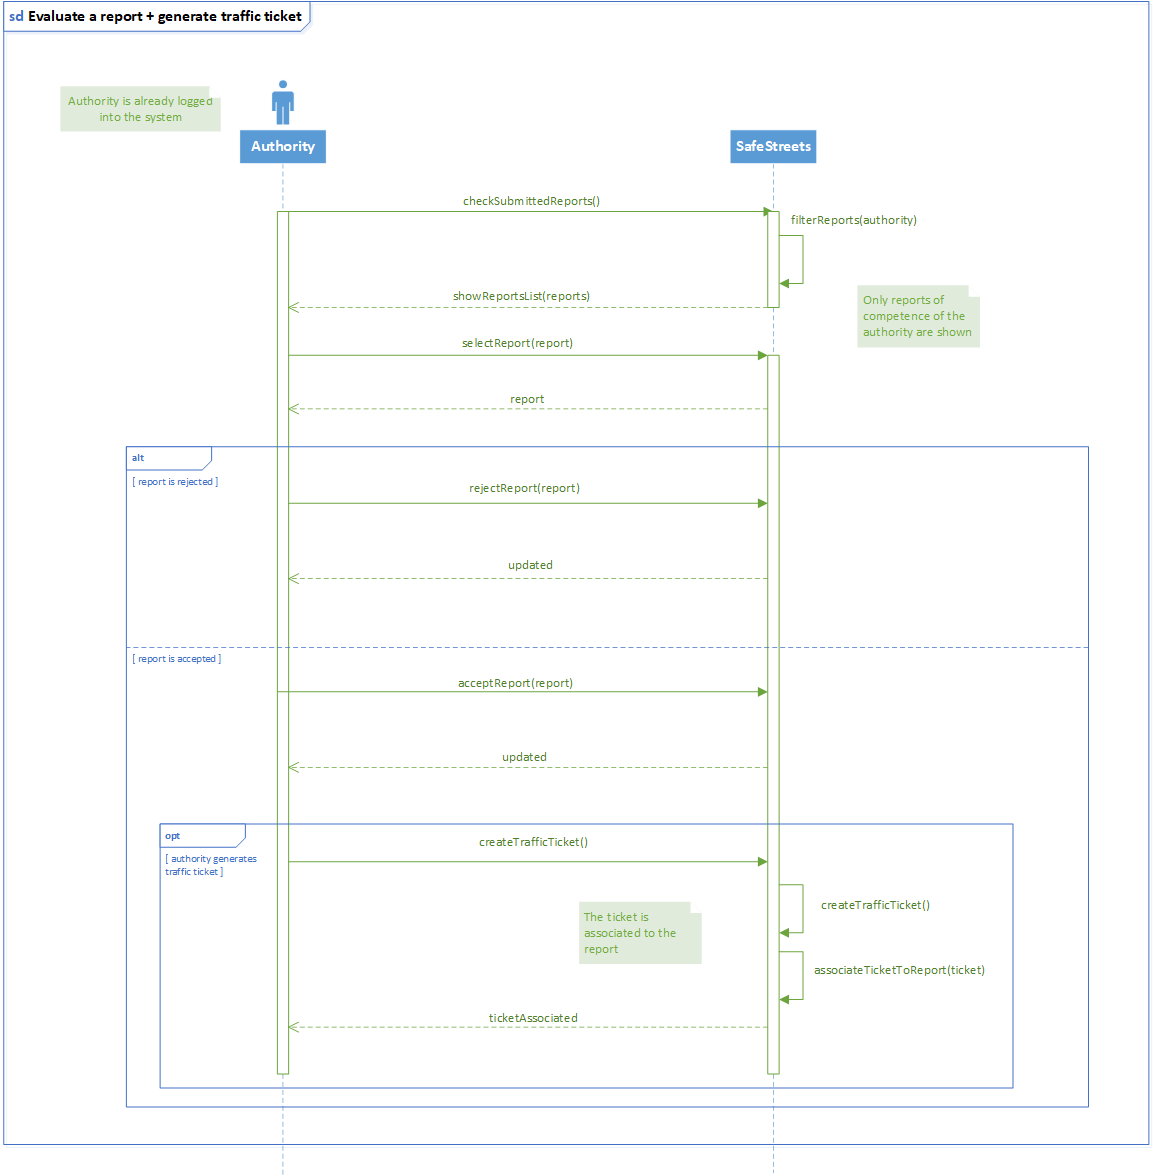 sd Evaluate a report + generate traffic ticket
Authority is already logged
into the system
Authority
SafeStreets
checkSubmittedReports()
filterReports(authority)
showReportsList(reports)
Only reports of
competence of the
authority are shown
selectReport(report)
report
alt
[ report is rejected ]
rejectReport(report)
updated
[ report is accepted ]
acceptReport(report)
updated
opt
[ authority generates
traffic ticket ]
createTrafficTicket()
createTrafficTicket()
The ticket is
associated to the
report
associateTicketToReport(ticket)
ticketAssociated